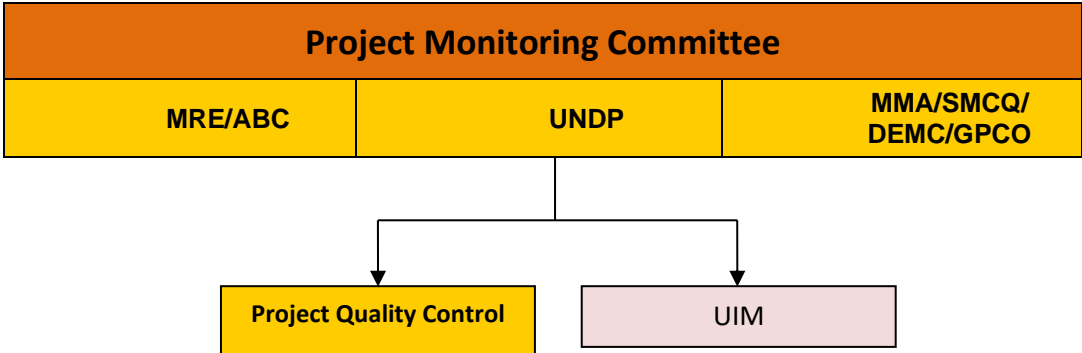 Project Monitoring Committee
MRE/ABC
UNDP
MMA/SMCQ/
DEMC/GPCO
Project Quality Control
UIM